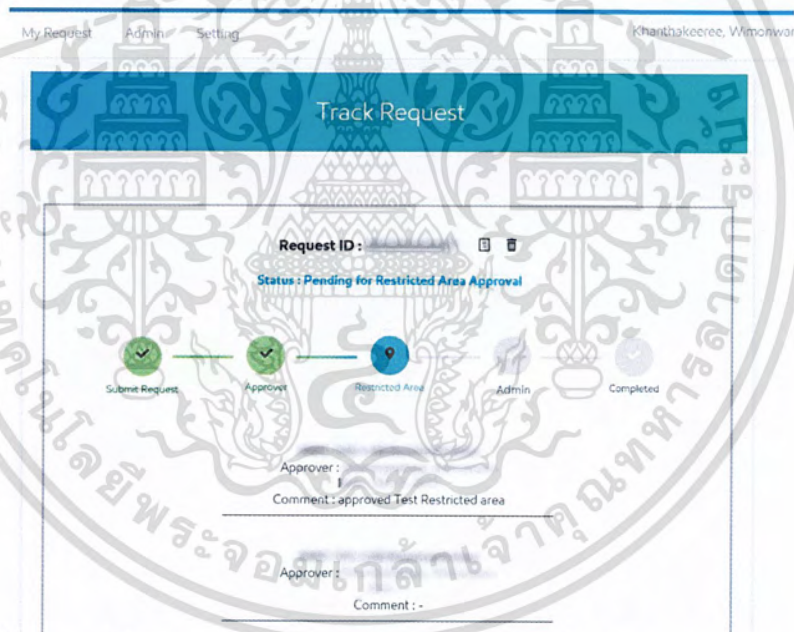 My Request Admin Setting Khanthakeeree, Wimonwan
Track Request
Request ID :
Status : Pending for Restricted Area Approval
Submit Request Approver Restricted Area Admin Completed
Approver :
Comment : approved Test Restricted area
Approver :
Comment : -